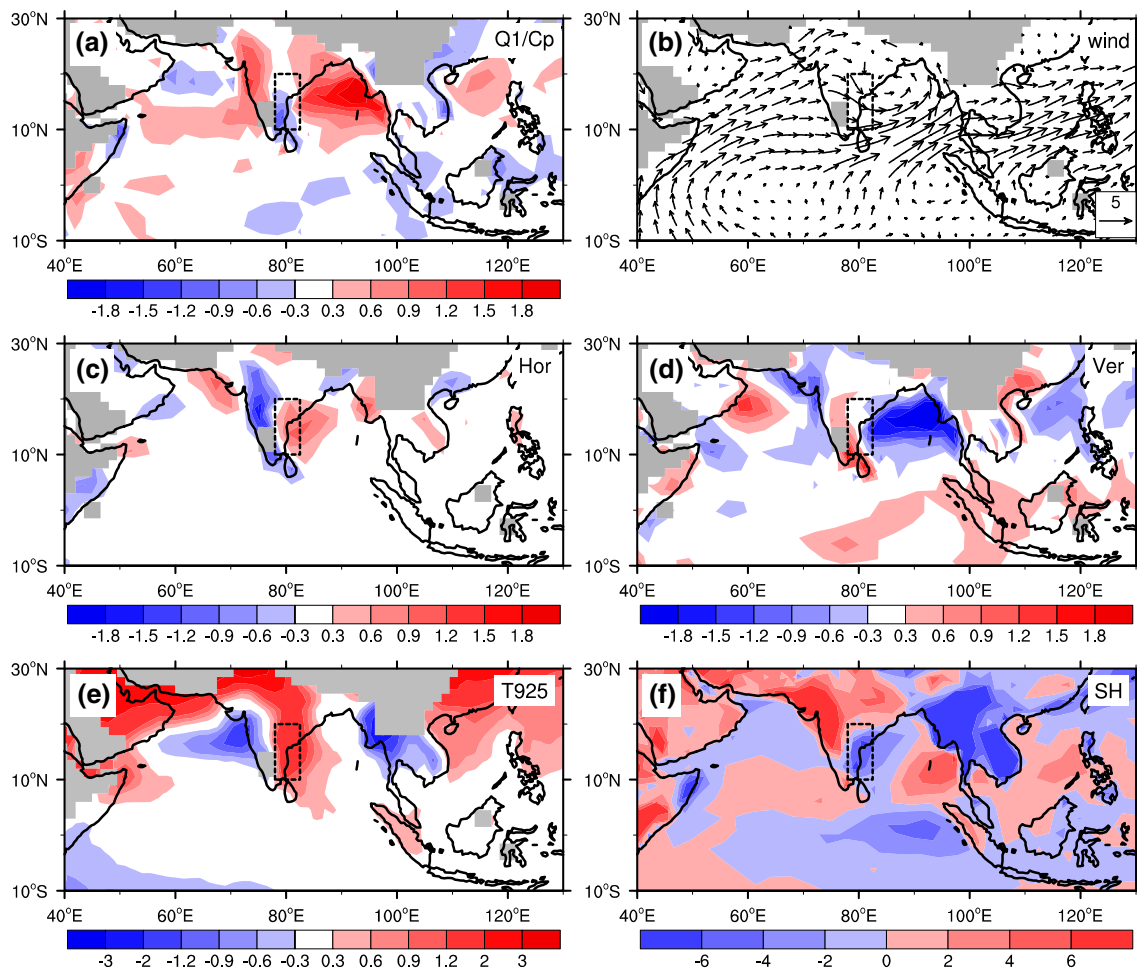 30°N
(a)
Q1/Cp
10°N
10°S
40°E 60°E 80°E 100°E 120°E
-1.8 -1.5 -1.2 -0.9 -0.6 -0.3 0.3 0.6 0.9 1.2 1.5 1.8
30°N
(b)
wind
10°N
5
10°S
40°E 60°E 80°E 100°E 120°E
30°N
(c)
Hor
10°N
10°S
40°E 60°E 80°E 100°E 120°E
-1.8 -1.5 -1.2 -0.9 -0.6 -0.3 0.3 0.6 0.9 1.2 1.5 1.8
30°N
(d)
Ver
10°N
10°S
40°E 60°E 80°E 100°E 120°E
-1.8 -1.5 -1.2 -0.9 -0.6 -0.3 0.3 0.6 0.9 1.2 1.5 1.8
30°N
(e)
T925
10°N
10°S
40°E 60°E 80°E 100°E 120°E
-3 -2 -1.2 -0.9 -0.6 -0.3 0.3 0.6 0.9 1.2 2 3
30°N
(f)
SH
10°N
10°S
40°E 60°E 80°E 100°E 120°E
-6 -4 -2 0 2 4 6